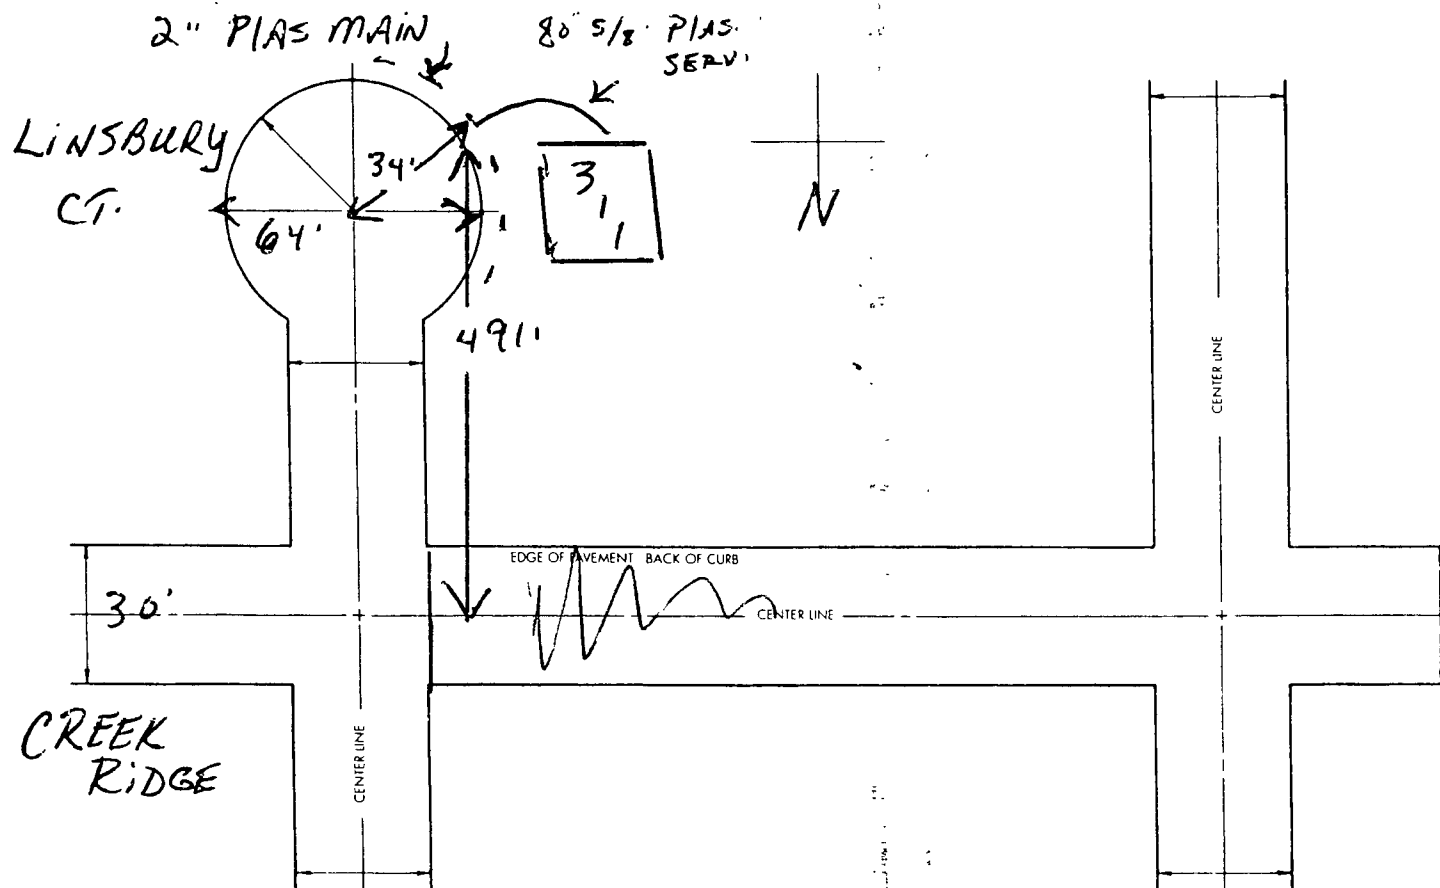 2" PLAS MAIN
80' 5/8" PLAS.
SERV.
LINSBURY
CT.
34'
64'
3
1
1
N
491'
CENTER LINE
EDGE OF PAVEMENT BACK OF CURB
30'
CENTER LINE
CREEK
RIDGE
CENTER LINE